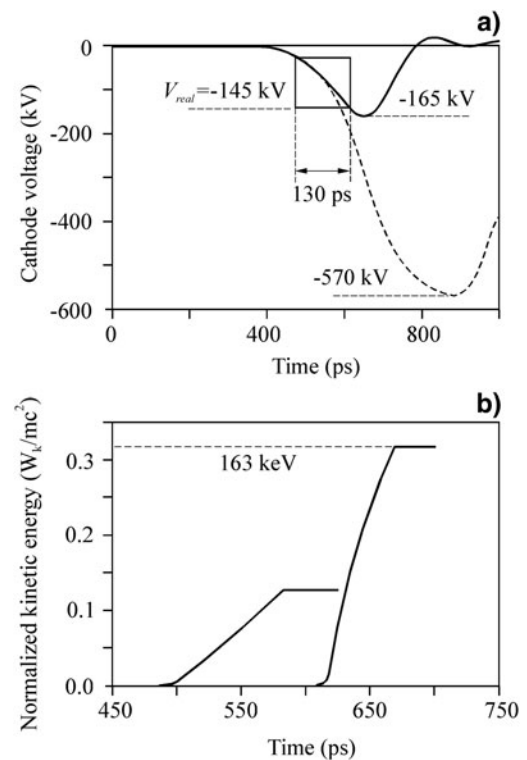 a)
0
V_real=-145 kV
-165 kV
-200
130 ps
-400
-570 kV
-600
0
400
800
Cathode voltage (kV)
Time (ps)
b)
0.3
163 keV
0.2
0.1
0.0
450
550
650
750
Normalized kinetic energy (W_k/mc²)
Time (ps)